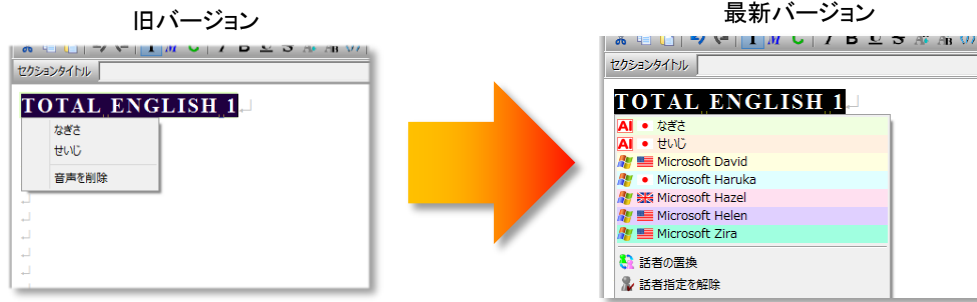 旧バージョン
セクションタイトル
TOTAL ENGLISH 1
なぎさ
せいじ
音声を削除
最新バージョン
セクションタイトル
TOTAL ENGLISH 1
AI なぎさ
AI せいじ
Microsoft David
Microsoft Haruka
Microsoft Hazel
Microsoft Helen
Microsoft Zira
話者の置換
話者指定を解除